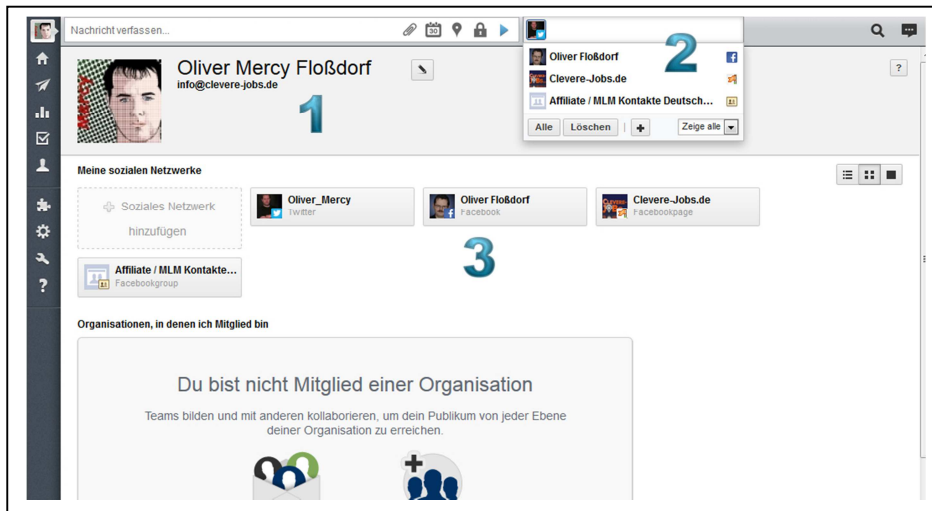 Nachricht verfassen...
30
Oliver Floßdorf
Clevere-Jobs.de
Affiliate / MLM Kontakte Deutsch...
Alle Löschen + Zeige alle
2
Oliver Mercy Floßdorf
info@clevere-jobs.de
1
?
Meine sozialen Netzwerke
Soziales Netzwerk
hinzufügen
Oliver_Mercy
Twitter
Oliver Floßdorf
Facebook
Clevere-Jobs.de
Facebookpage
3
Affiliate / MLM Kontakte...
Facebookgroup
?
Organisationen, in denen ich Mitglied bin
Du bist nicht Mitglied einer Organisation
Teams bilden und mit anderen kollaborieren, um dein Publikum von jeder Ebene
deiner Organisation zu erreichen.